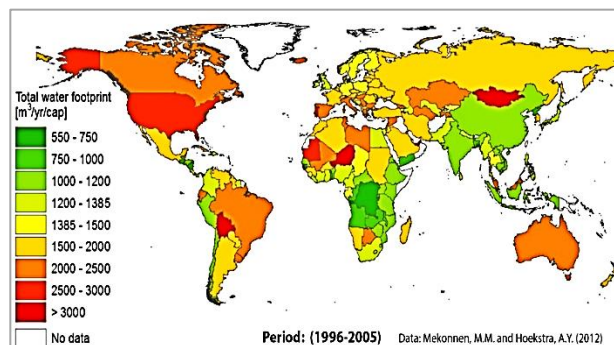 Total water footprint
[m³/yr/cap]
550 - 750
750 - 1000
1000 - 1200
1200 - 1385
1385 - 1500
1500 - 2000
2000 - 2500
2500 - 3000
> 3000
No data
Period: (1996-2005) Data: Mekonnen, M.M. and Hoekstra, A.Y. (2012)